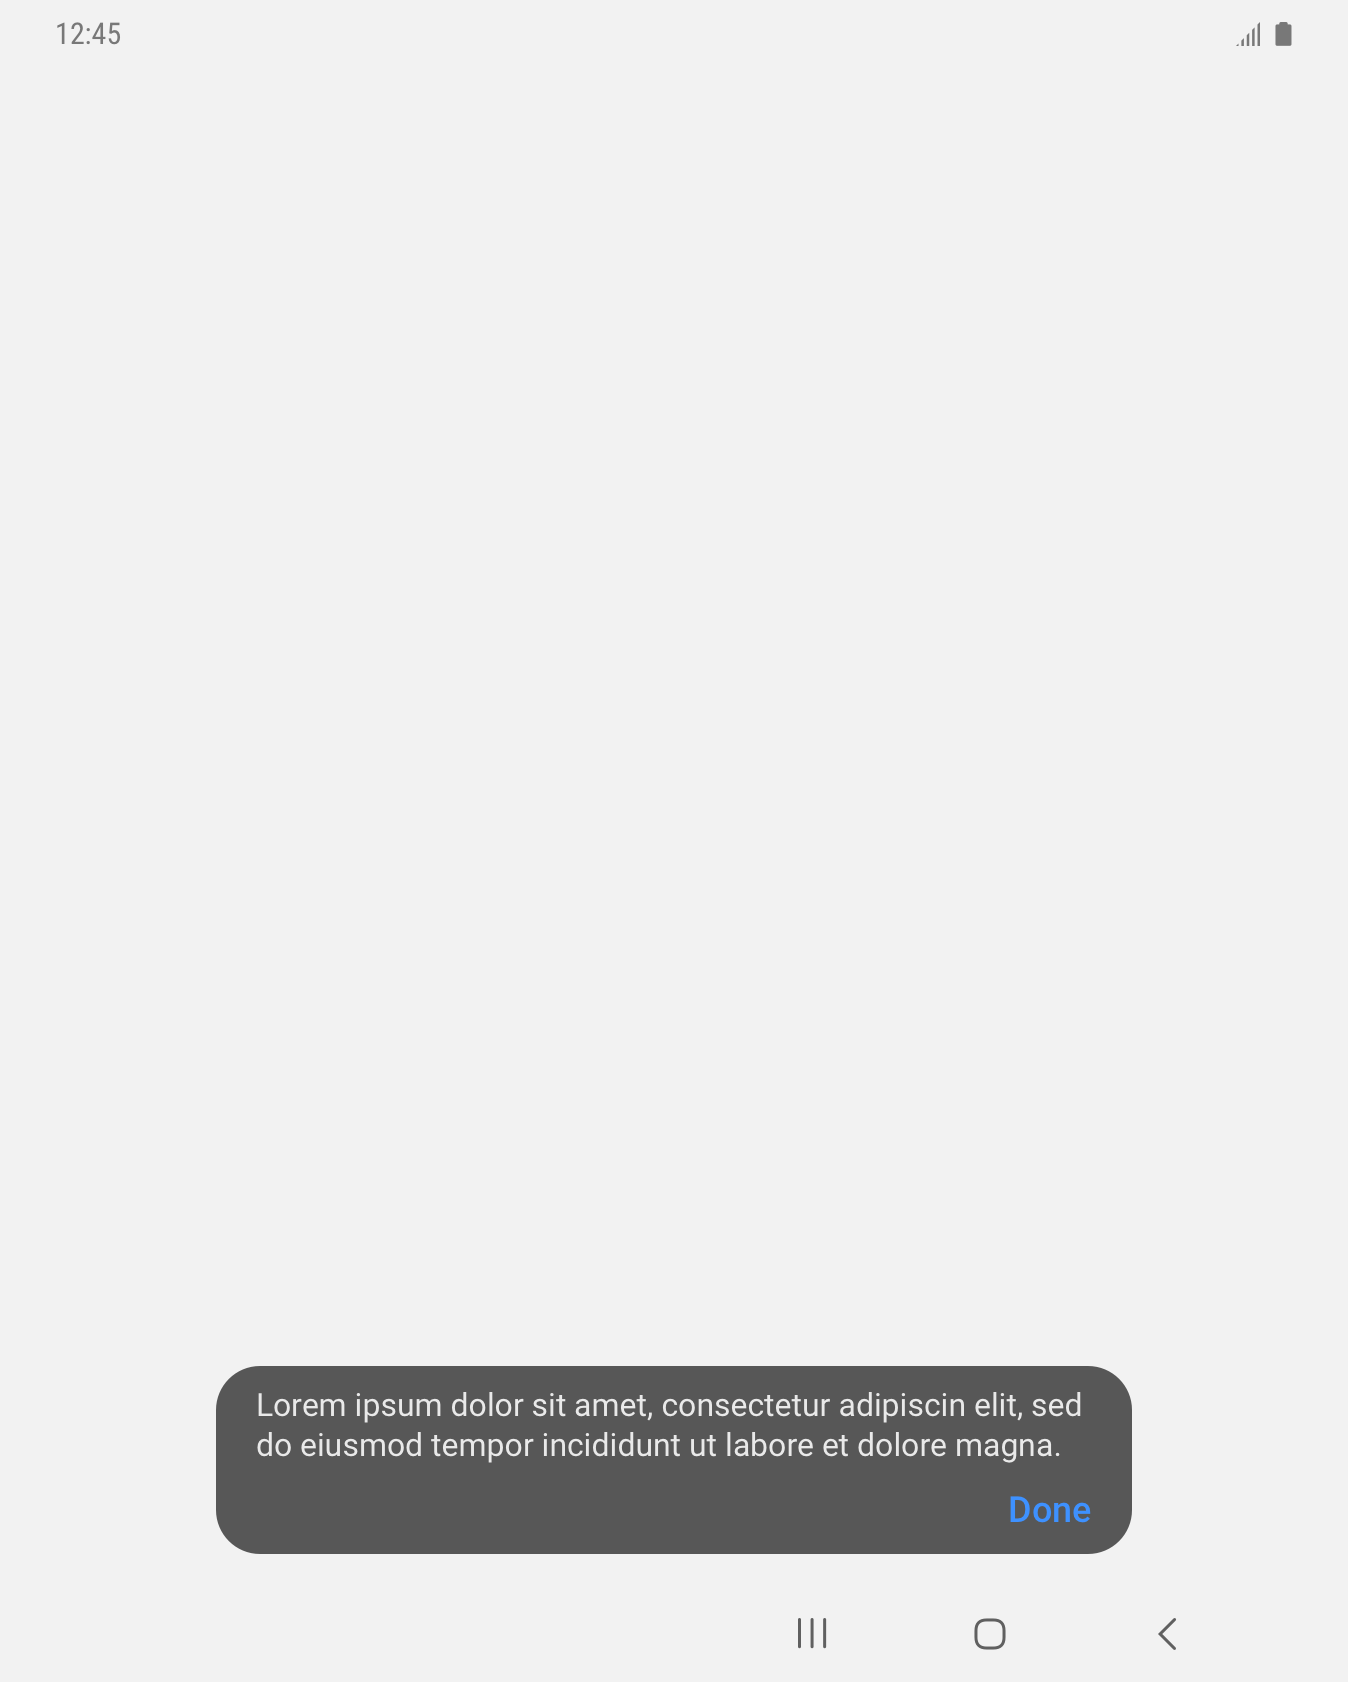 12:45
Lorem ipsum dolor sit amet, consectetur adipiscin elit, sed
do eiusmod tempor incididunt ut labore et dolore magna.
Done